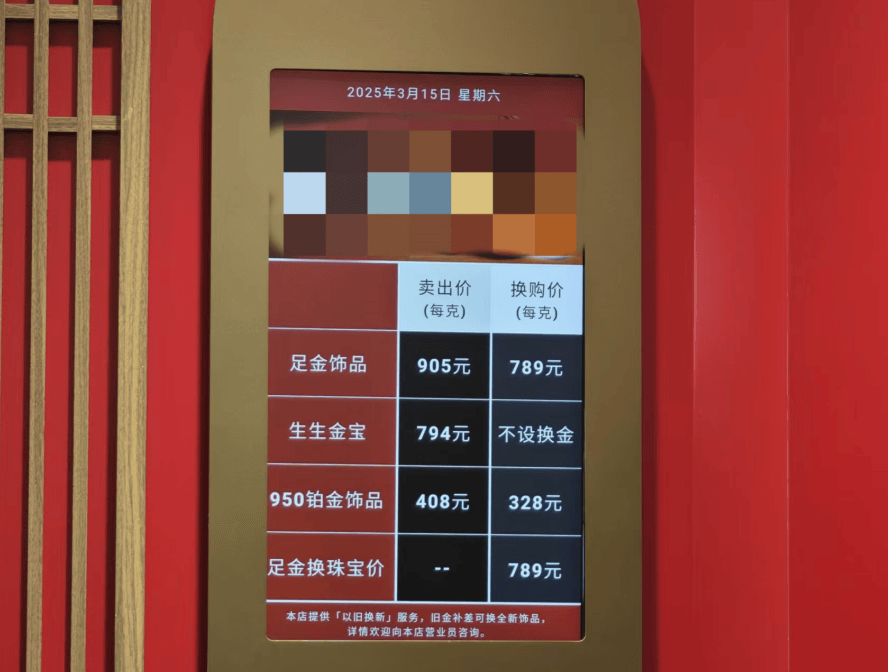 2025年3月15日 星期六
卖出价 换购价
(每克) (每克)
足金饰品 905元 789元
生生金宝 794元 不设换金
950铂金饰品 408元 328元
足金换珠宝价 -- 789元
本店提供「以旧换新」服务，旧金补差可换全新饰品，
详情欢迎向本店营业员咨询。